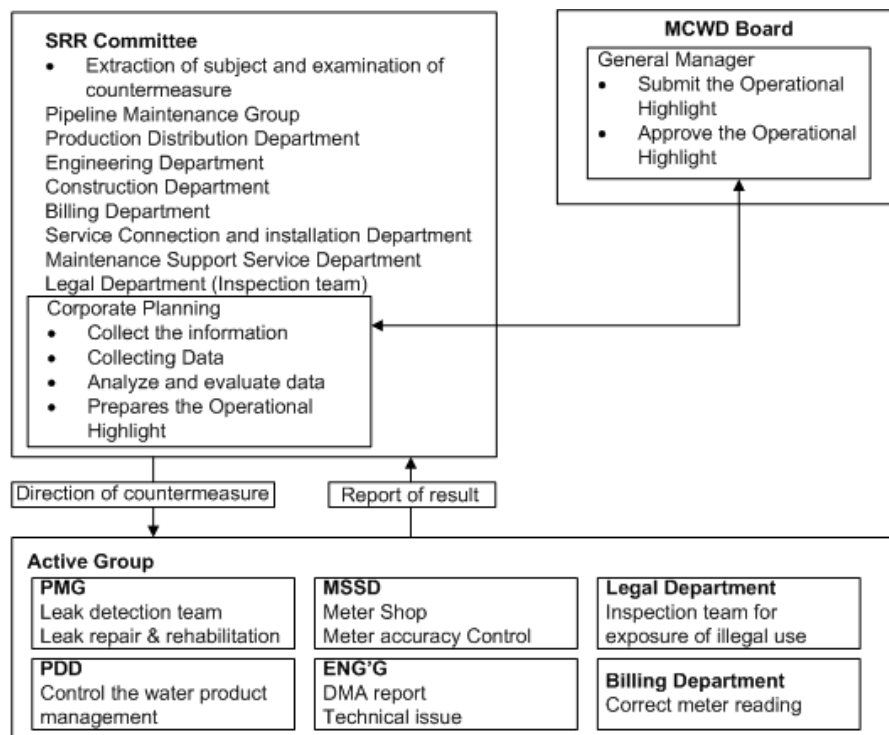 SRR Committee
• Extraction of subject and examination of
countermeasure
Pipeline Maintenance Group
Production Distribution Department
Engineering Department
Construction Department
Billing Department
Service Connection and installation Department
Maintenance Support Service Department
Legal Department (Inspection team)
Corporate Planning
• Collect the information
• Collecting Data
• Analyze and evaluate data
• Prepares the Operational
Highlight
MCWD Board
General Manager
• Submit the Operational
Highlight
• Approve the Operational
Highlight
Direction of countermeasure
Report of result
Active Group
PMG
Leak detection team
Leak repair & rehabilitation
MSSD
Meter Shop
Meter accuracy Control
Legal Department
Inspection team for
exposure of illegal use
PDD
Control the water product
management
ENG'G
DMA report
Technical issue
Billing Department
Correct meter reading